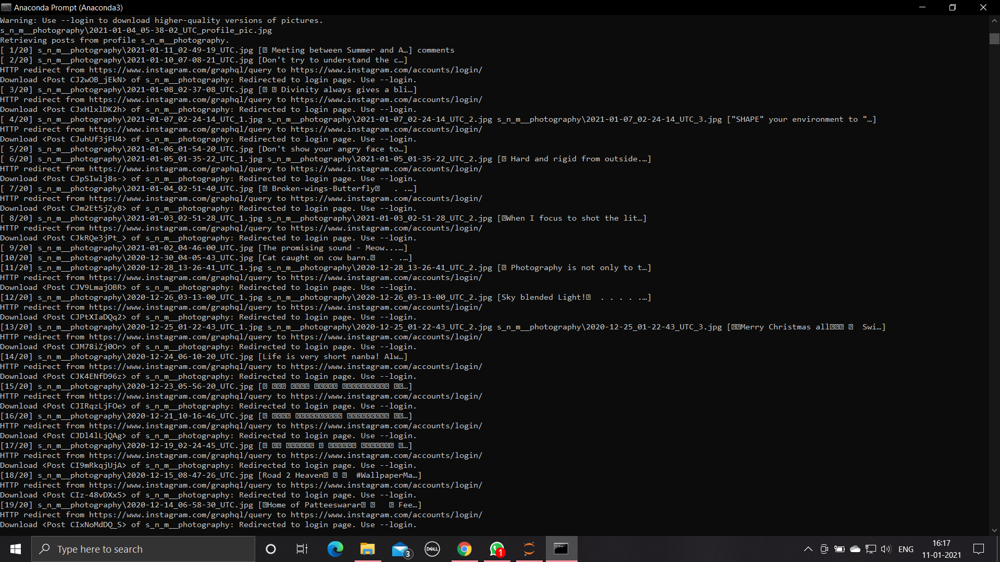 Anaconda Prompt (Anaconda3)
Warning: Use --login to download higher-quality versions of pictures.
s_n_m__photography\2021-01-04_05-38-02_UTC_profile_pic.jpg
Retrieving posts from profile s_n_m__photography.
[ 1/20] s_n_m__photography\2021-01-11_02-49-19_UTC.jpg [ Meeting between Summer and A…] comments
[ 2/20] s_n_m__photography\2021-01-10_07-08-21_UTC.jpg [Don't try to understand the c…]
HTTP redirect from https://www.instagram.com/graphql/query to https://www.instagram.com/accounts/login/
Download <Post CJ2wOB_jEkN> of s_n_m__photography: Redirected to login page. Use --login.
[ 3/20] s_n_m__photography\2021-01-08_02-37-08_UTC.jpg [ Divinity always gives a bli…]
HTTP redirect from https://www.instagram.com/graphql/query to https://www.instagram.com/accounts/login/
Download <Post CJxHlxlDK2h> of s_n_m__photography: Redirected to login page. Use --login.
[ 4/20] s_n_m__photography\2021-01-07_02-24-14_UTC_1.jpg s_n_m__photography\2021-01-07_02-24-14_UTC_2.jpg s_n_m__photography\2021-01-07_02-24-14_UTC_3.jpg ["SHAPE" your environment to "…]
HTTP redirect from https://www.instagram.com/graphql/query to https://www.instagram.com/accounts/login/
Download <Post CJuhUf3jFU4> of s_n_m__photography: Redirected to login page. Use --login.
[ 5/20] s_n_m__photography\2021-01-06_01-54-20_UTC.jpg [Don't show your angry face to…]
[ 6/20] s_n_m__photography\2021-01-05_01-35-22_UTC_1.jpg s_n_m__photography\2021-01-05_01-35-22_UTC_2.jpg [ Hard and rigid from outside.…]
HTTP redirect from https://www.instagram.com/graphql/query to https://www.instagram.com/accounts/login/
Download <Post CJpSIwlj8s-> of s_n_m__photography: Redirected to login page. Use --login.
[ 7/20] s_n_m__photography\2021-01-04_02-51-40_UTC.jpg [ Broken-wings-Butterfly . .…]
HTTP redirect from https://www.instagram.com/graphql/query to https://www.instagram.com/accounts/login/
Download <Post CJm2Et5jZy8> of s_n_m__photography: Redirected to login page. Use --login.
[ 8/20] s_n_m__photography\2021-01-03_02-51-28_UTC_1.jpg s_n_m__photography\2021-01-03_02-51-28_UTC_2.jpg [When I focus to shot the lit…]
HTTP redirect from https://www.instagram.com/graphql/query to https://www.instagram.com/accounts/login/
Download <Post CJkRQe3jPt_> of s_n_m__photography: Redirected to login page. Use --login.
[ 9/20] s_n_m__photography\2021-01-02_04-46-00_UTC.jpg [The promising sound - Meow...…]
[10/20] s_n_m__photography\2020-12-30_04-05-43_UTC.jpg [Cat caught on cow barn. . .…]
[11/20] s_n_m__photography\2020-12-28_13-26-41_UTC_1.jpg s_n_m__photography\2020-12-28_13-26-41_UTC_2.jpg [ Photography is not only to t…]
HTTP redirect from https://www.instagram.com/graphql/query to https://www.instagram.com/accounts/login/
Download <Post CJV9LmajOBR> of s_n_m__photography: Redirected to login page. Use --login.
[12/20] s_n_m__photography\2020-12-26_03-13-00_UTC_1.jpg s_n_m__photography\2020-12-26_03-13-00_UTC_2.jpg [Sky blended Light! . . . . .…]
HTTP redirect from https://www.instagram.com/graphql/query to https://www.instagram.com/accounts/login/
Download <Post CJPtXIaDQq2> of s_n_m__photography: Redirected to login page. Use --login.
[13/20] s_n_m__photography\2020-12-25_01-22-43_UTC_1.jpg s_n_m__photography\2020-12-25_01-22-43_UTC_2.jpg s_n_m__photography\2020-12-25_01-22-43_UTC_3.jpg [Merry Christmas all Swi…]
HTTP redirect from https://www.instagram.com/graphql/query to https://www.instagram.com/accounts/login/
Download <Post CJM78iZj0Or> of s_n_m__photography: Redirected to login page. Use --login.
[14/20] s_n_m__photography\2020-12-24_06-10-20_UTC.jpg [Life is very short nanba! Alw…]
HTTP redirect from https://www.instagram.com/graphql/query to https://www.instagram.com/accounts/login/
Download <Post CJK4ENfD96z> of s_n_m__photography: Redirected to login page. Use --login.
[15/20] s_n_m__photography\2020-12-23_05-56-20_UTC.jpg [ …]
HTTP redirect from https://www.instagram.com/graphql/query to https://www.instagram.com/accounts/login/
Download <Post CJIRqzLjFOe> of s_n_m__photography: Redirected to login page. Use --login.
[16/20] s_n_m__photography\2020-12-21_10-16-46_UTC.jpg [ …]
HTTP redirect from https://www.instagram.com/graphql/query to https://www.instagram.com/accounts/login/
Download <Post CJDl4lLjQAg> of s_n_m__photography: Redirected to login page. Use --login.
[17/20] s_n_m__photography\2020-12-19_02-24-45_UTC.jpg [ …]
HTTP redirect from https://www.instagram.com/graphql/query to https://www.instagram.com/accounts/login/
Download <Post CI9mRkqjUjA> of s_n_m__photography: Redirected to login page. Use --login.
[18/20] s_n_m__photography\2020-12-15_08-47-26_UTC.jpg [Road 2 Heaven #WallpaperMa…]
HTTP redirect from https://www.instagram.com/graphql/query to https://www.instagram.com/accounts/login/
Download <Post CIz-48vDXx5> of s_n_m__photography: Redirected to login page. Use --login.
[19/20] s_n_m__photography\2020-12-14_06-58-30_UTC.jpg [Home of Patteeswarar Fee…]
HTTP redirect from https://www.instagram.com/graphql/query to https://www.instagram.com/accounts/login/
Download <Post CIxNoMdDQ_S> of s_n_m__photography: Redirected to login page. Use --login.
Type here to search
3
DELL
1
ENG
16:17
11-01-2021